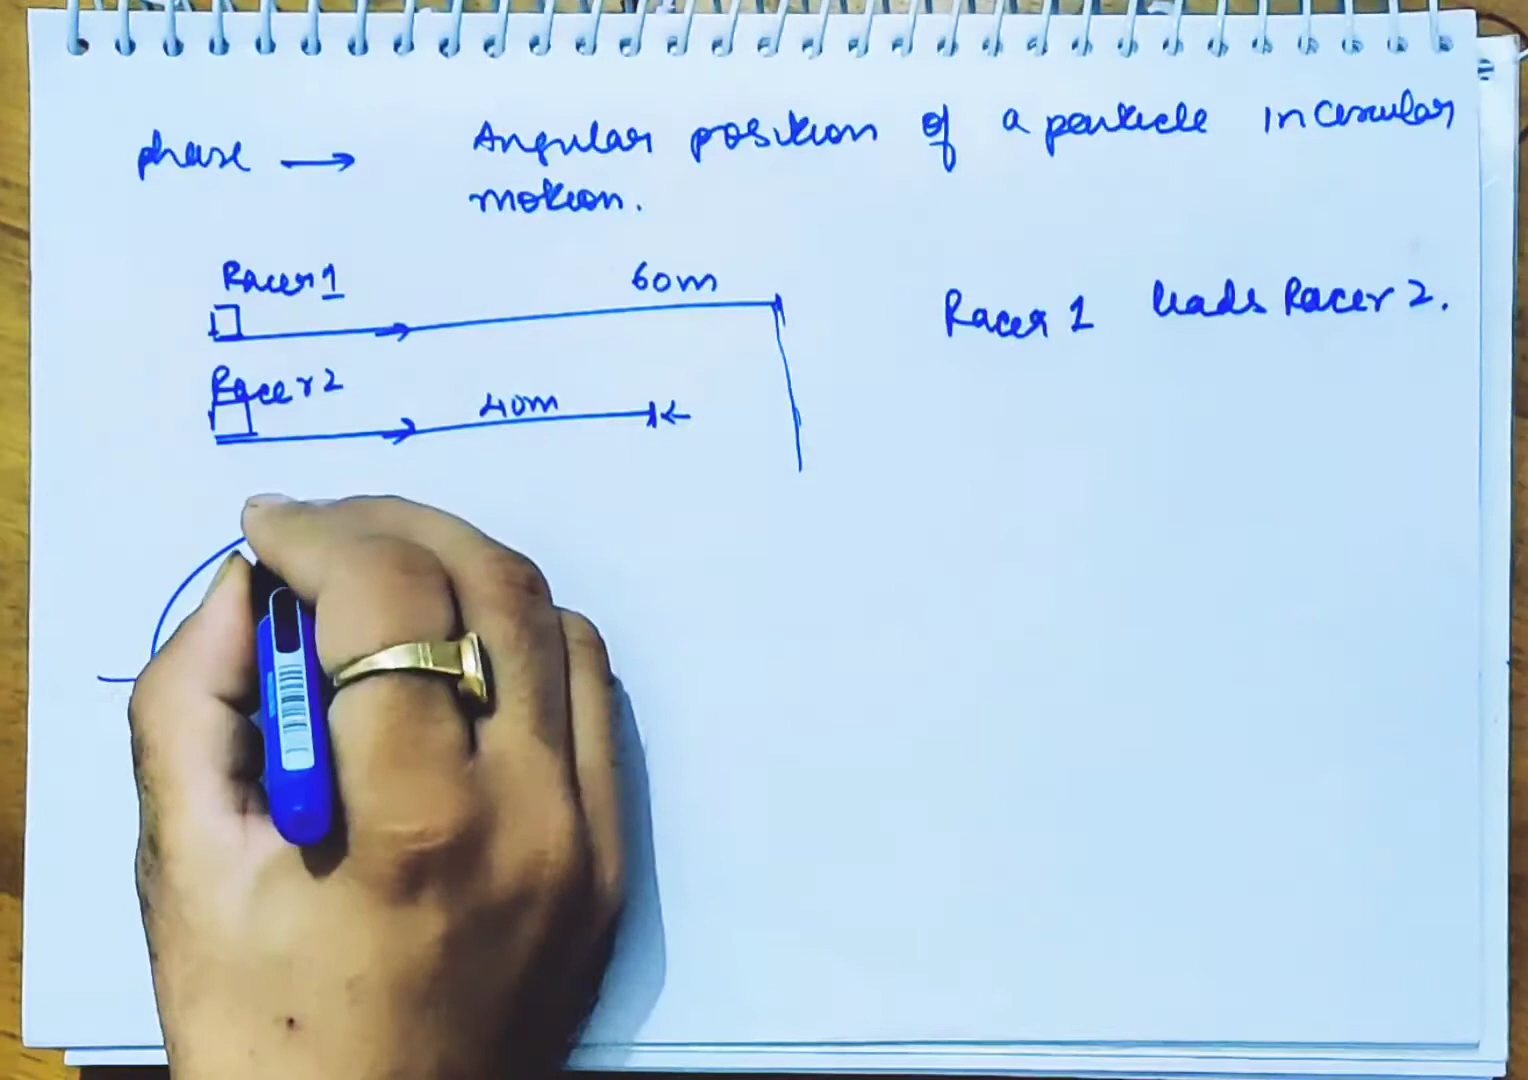 phase → Angular position of a particle in circular
motion.
Racer 1
60m
Racer 1 leads Racer 2.
Racer 2
40m